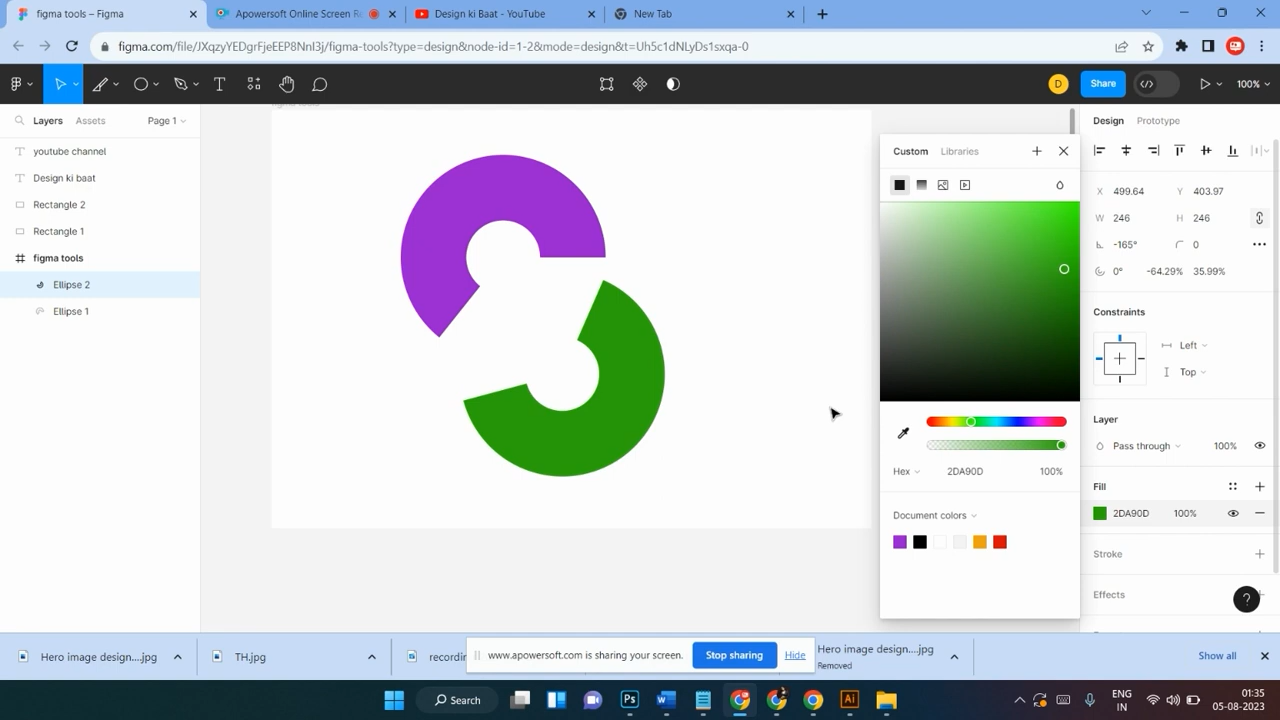 figma tools – Figma
Apowersoft Online Screen Re
Design ki Baat - YouTube
New Tab
figma.com/file/JXqzyYEDgrFjeEEP8NnI3j/figma-tools?type=design&node-id=1-2&mode=design&t=Uh5c1dNLyDs1sxqa-0
D
Share
100%
Layers
Assets
Page 1
youtube channel
Design ki baat
Rectangle 2
Rectangle 1
figma tools
Ellipse 2
Ellipse 1
figma tools
Custom
Libraries
Hex
2DA90D
100%
Document colors
Design
Prototype
X 499.64
Y 403.97
W 246
H 246
-165°
0
0°
-64.29%
35.99%
Constraints
Left
Top
Layer
Pass through
100%
Fill
2DA90D
100%
Stroke
Effects
?
Hero image design....jpg
TH.jpg
recordin
www.apowersoft.com is sharing your screen.
Stop sharing
Hide
Hero image design....jpg
Removed
Show all
Search
Ps
Ai
ENG
IN
01:35
05-08-2023